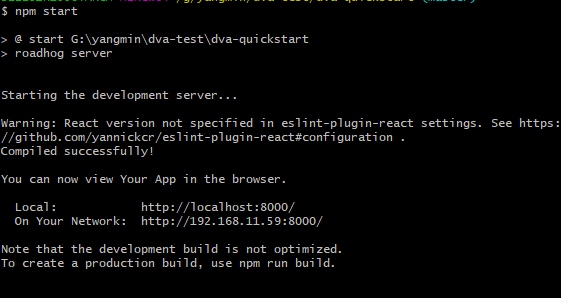 $ npm start
> @ start G:\yangmin\dva-test\dva-quickstart
> roadhog server
Starting the development server...
Warning: React version not specified in eslint-plugin-react settings. See https:
//github.com/yannickcr/eslint-plugin-react#configuration .
Compiled successfully!
You can now view Your App in the browser.
Local: http://localhost:8000/
On Your Network: http://192.168.11.59:8000/
Note that the development build is not optimized.
To create a production build, use npm run build.